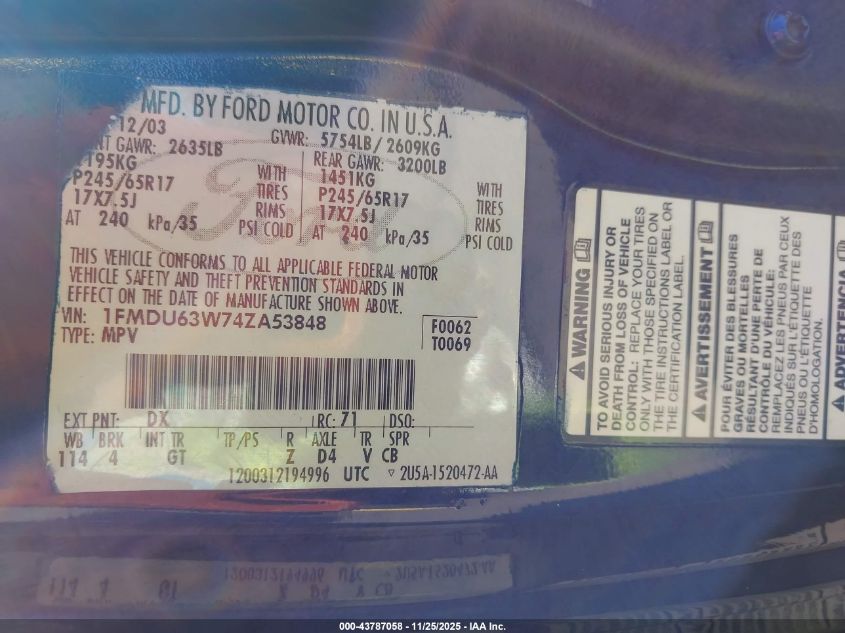 MFD. BY FORD MOTOR CO. IN U.S.A.
12/03 GVWR: 5754LB / 2609KG
NT GAWR: 2635LB REAR GAWR: 3200LB
195KG WITH 1451KG WITH
P245/65R17 TIRES P245/65R17 TIRES
17X7.5J RIMS 17X7.5J RIMS
AT 240 kPa/35 PSI COLD AT 240 kPa/35 PSI COLD
Ford
THIS VEHICLE CONFORMS TO ALL APPLICABLE FEDERAL MOTOR
VEHICLE SAFETY AND THEFT PREVENTION STANDARDS IN
EFFECT ON THE DATE OF MANUFACTURE SHOWN ABOVE.
VIN: 1FMDU63W74ZA53848 F0062
TYPE: MPV T0069
EXT PNT: DX RC: 71 DSO:
WB BRK INT TR TP/PS R AXLE TR SPR
114 4 GT Z D4 V CB
1200312194996 UTC 2U5A-1520472-AA
WARNING
TO AVOID SERIOUS INJURY OR
DEATH FROM LOSS OF VEHICLE
CONTROL: REPLACE YOUR TIRES
ONLY WITH THOSE SPECIFIED ON
THE TIRE INSTRUCTIONS LABEL OR
THE CERTIFICATION LABEL.
AVERTISSEMENT
POUR ÉVITER DES BLESSURES
GRAVES OU MORTELLES
RÉSULTANT D'UNE PERTE DE
CONTRÔLE DU VÉHICULE:
REMPLACEZ LES PNEUS PAR CEUX
INDIQUÉS SUR L'ÉTIQUETTE DES
PNEUS OU L'ÉTIQUETTE
D'HOMOLOGATION.
ADVERTENCIA
000-43787058 - 11/25/2025 - IAA Inc.